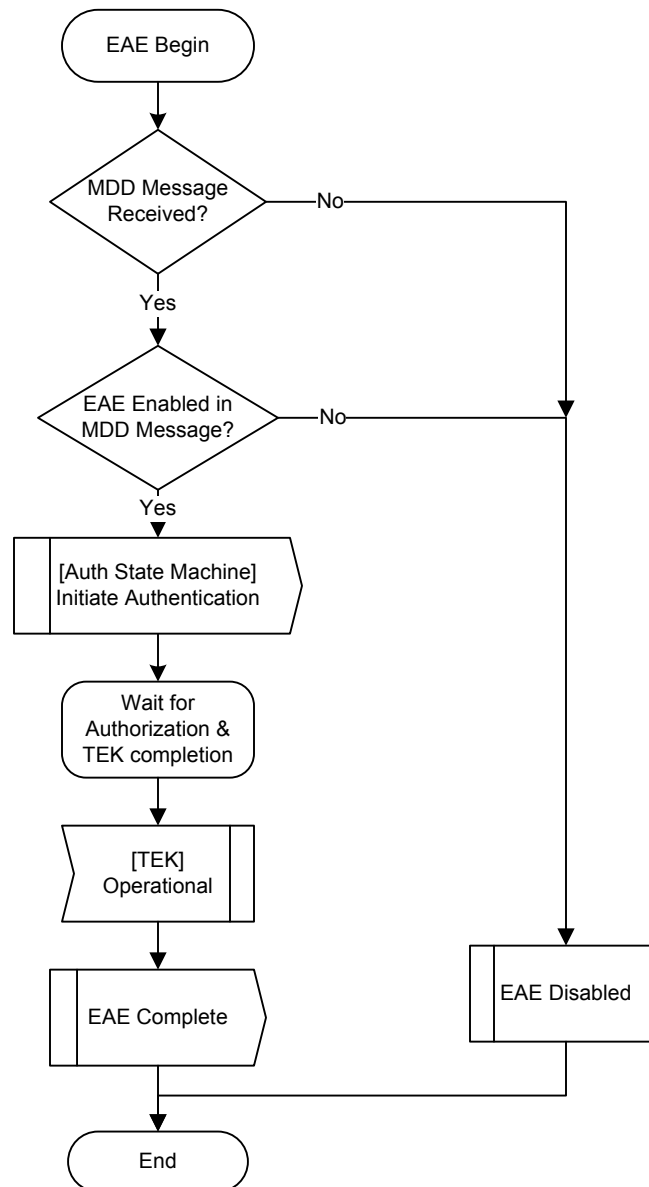 EAE Begin
MDD Message
Received?
No
Yes
EAE Enabled in
MDD Message?
No
Yes
[Auth State Machine]
Initiate Authentication
Wait for
Authorization &
TEK completion
[TEK]
Operational
EAE Complete
EAE Disabled
End